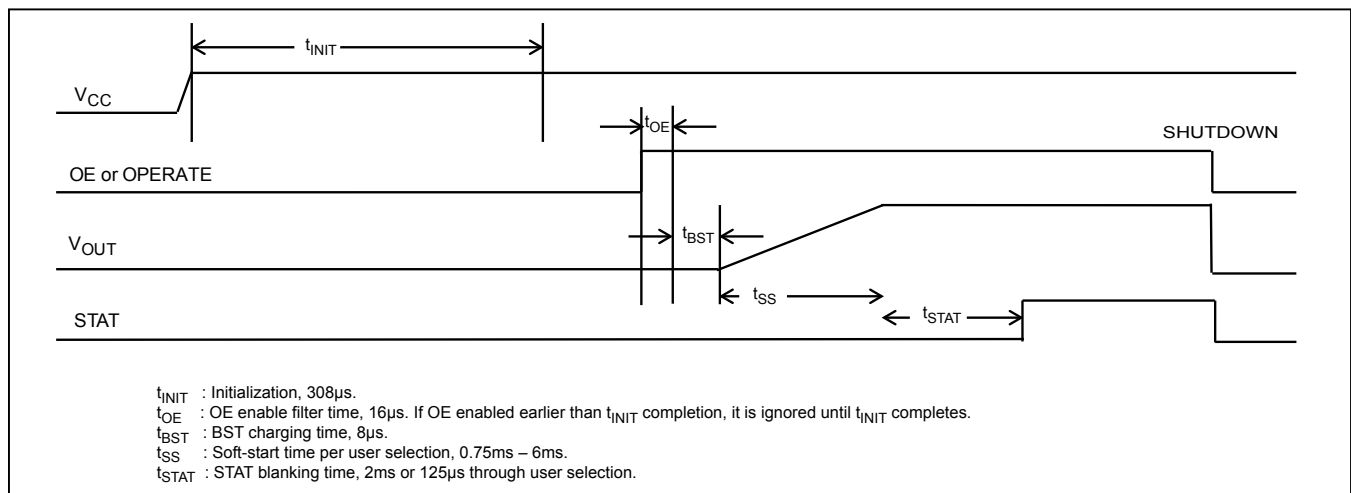 tINIT
VCC
tOE
SHUTDOWN
OE or OPERATE
tBST
VOUT
tSS
tSTAT
STAT
tINIT : Initialization, 308µs.
tOE : OE enable filter time, 16µs. If OE enabled earlier than tINIT completion, it is ignored until tINIT completes.
tBST : BST charging time, 8µs.
tSS : Soft-start time per user selection, 0.75ms – 6ms.
tSTAT : STAT blanking time, 2ms or 125µs through user selection.